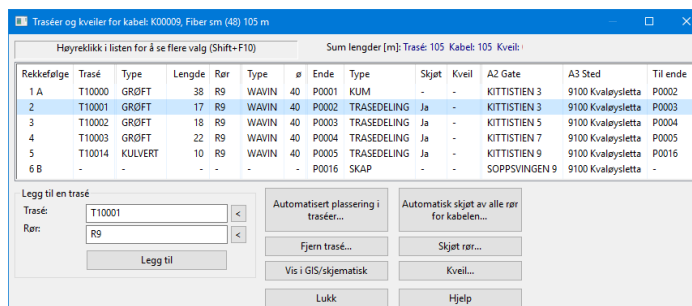 Traséer og kveiler for kabel: K00009, Fiber sm (48) 105 m
Høyreklikk i listen for å se flere valg (Shift+F10)
Sum lengder [m]: Trasé: 105 Kabel: 105 Kveil:
Rekkefølge Trasé Type Lengde Rør Type ø Ende Type Skjøt Kveil A2 Gate A3 Sted Til ende
1 A T10000 GRØFT 38 R9 WAVIN 40 P0001 KUM - - KITTISTIEN 3 9100 Kvaløysletta P0002
2 T10001 GRØFT 17 R9 WAVIN 40 P0002 TRASEDELING Ja - KITTISTIEN 3 9100 Kvaløysletta P0003
3 T10002 GRØFT 18 R9 WAVIN 40 P0003 TRASEDELING Ja - KITTISTIEN 5 9100 Kvaløysletta P0004
4 T10003 GRØFT 22 R9 WAVIN 40 P0004 TRASEDELING Ja - KITTISTIEN 7 9100 Kvaløysletta P0005
5 T10014 KULVERT 10 R9 WAVIN 40 P0005 TRASEDELING Ja - KITTISTIEN 9 9100 Kvaløysletta P0016
6 B - - - - - - P0016 SKAP - - SOPPSVINGEN 9 9100 Kvaløysletta -
Legg til en trasé
Trasé: T10001 <
Rør: R9 <
Legg til
Automatisert plassering i
traséer...
Automatisk skjøt av alle rør
for kabelen...
Fjern trasé...
Skjøt rør...
Vis i GIS/skjematisk
Kveil...
Lukk
Hjelp